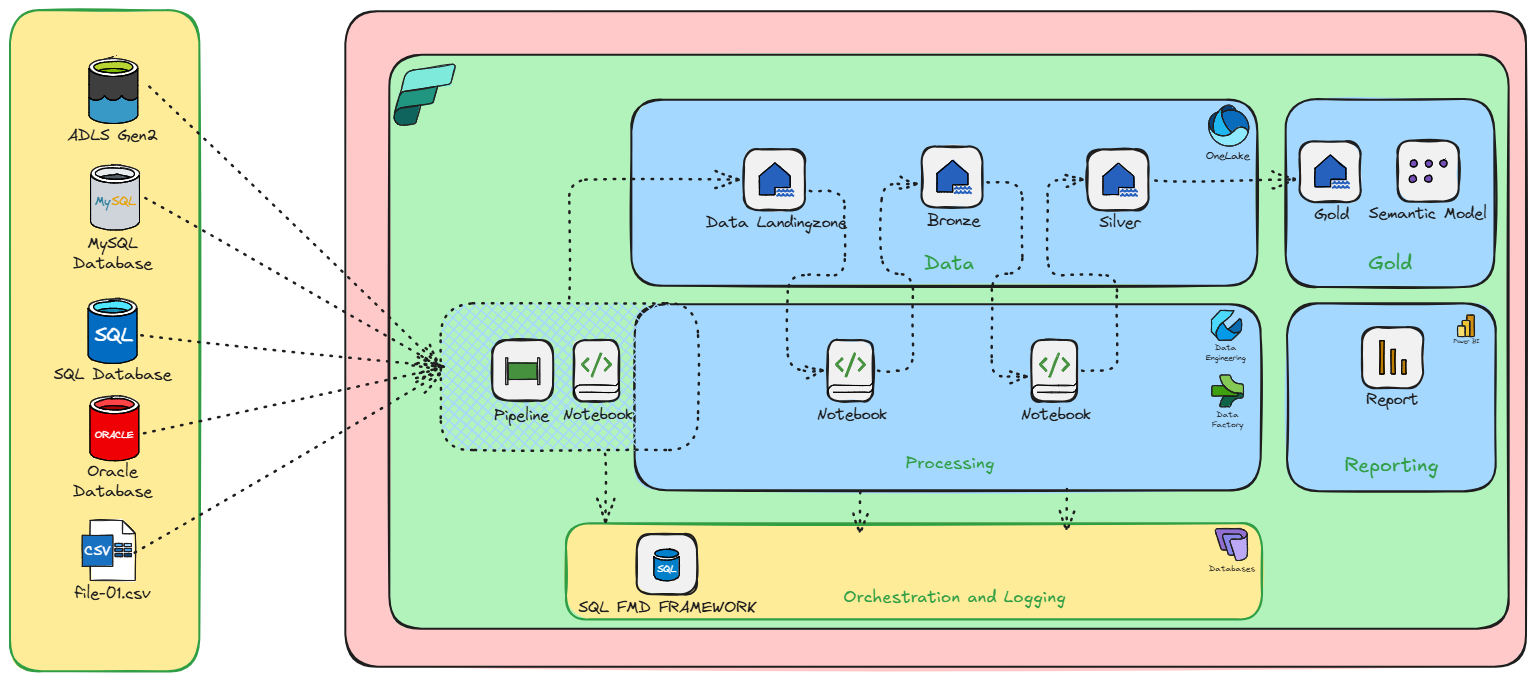 ADLS Gen2
MySQL
MySQL
Database
SQL
SQL Database
ORACLE
Oracle
Database
CSV
file-01.csv
OneLake
Data Landingzone
Bronze
Silver
Data
Gold
Semantic Model
Gold
Pipeline
Notebook
Notebook
Notebook
Data
Engineering
Data
Factory
Processing
Power BI
Report
Reporting
SQL
SQL FMD FRAMEWORK
Orchestration and Logging
Databases